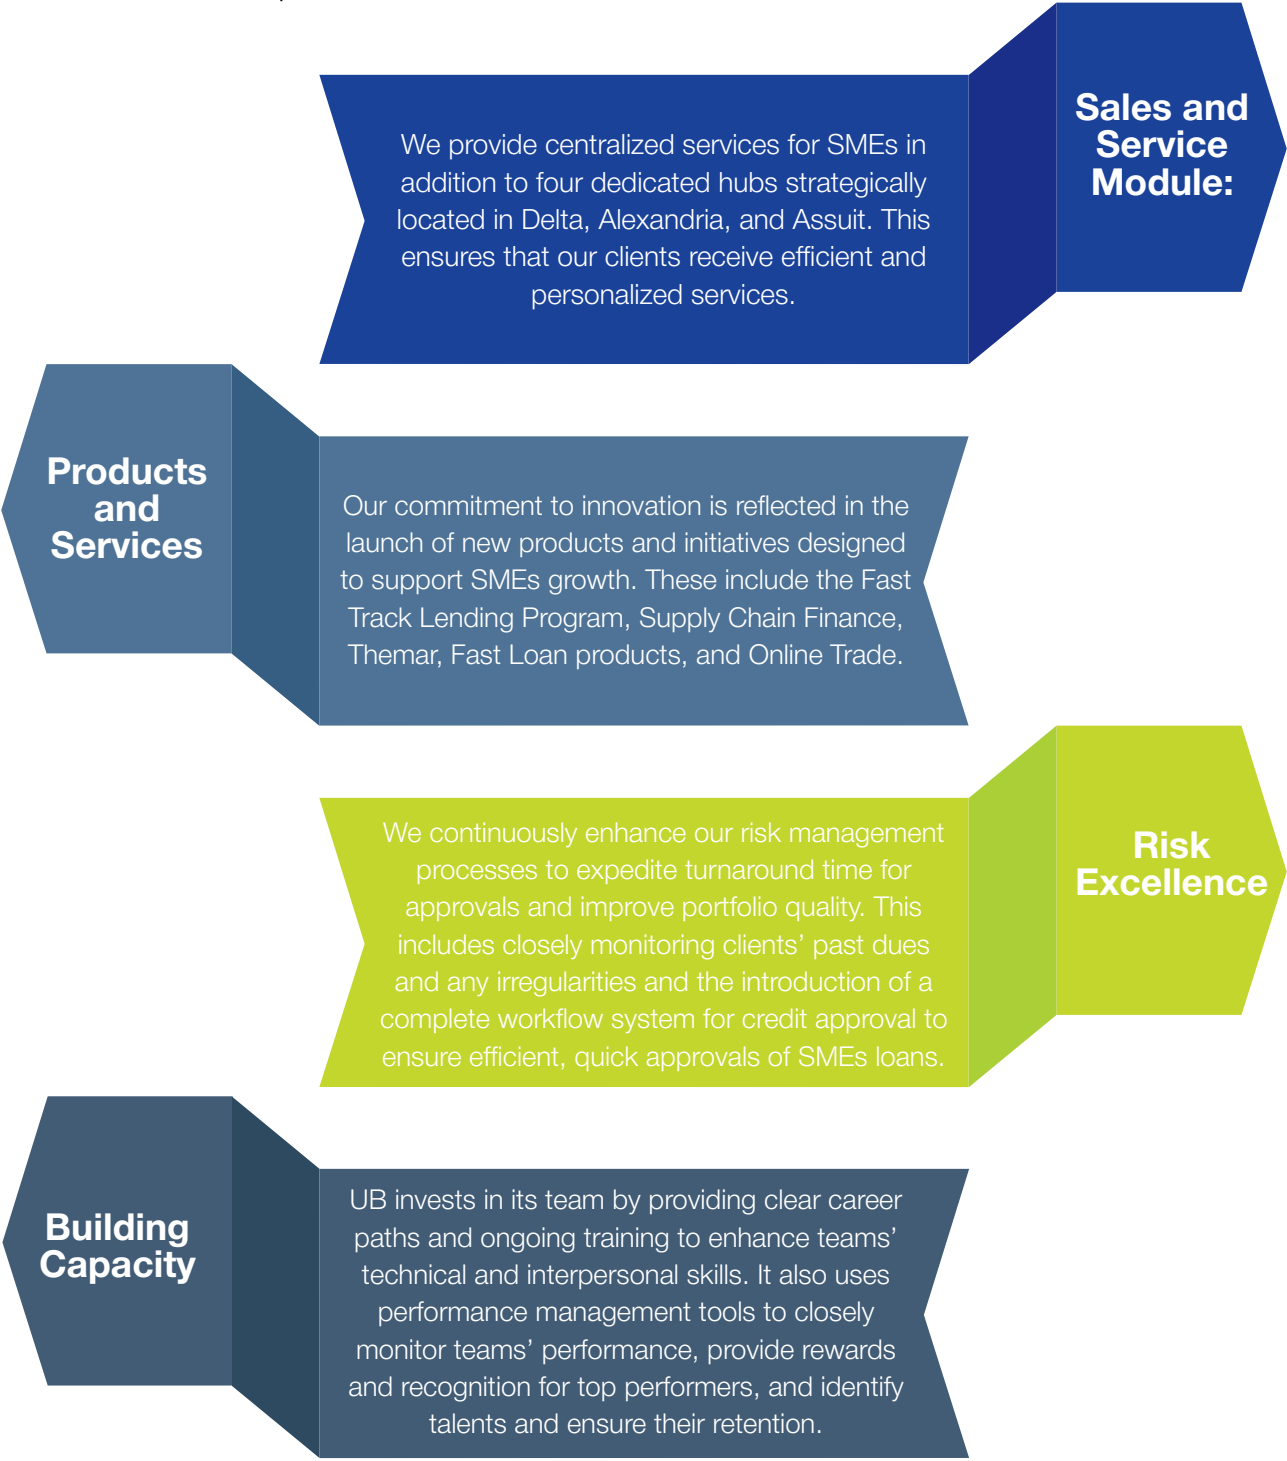 Sales and
Service
Module:
We provide centralized services for SMEs in
addition to four dedicated hubs strategically
located in Delta, Alexandria, and Assuit. This
ensures that our clients receive efficient and
personalized services.
Products
and
Services
Our commitment to innovation is reflected in the
launch of new products and initiatives designed
to support SMEs growth. These include the Fast
Track Lending Program, Supply Chain Finance,
Themar, Fast Loan products, and Online Trade.
Risk
Excellence
We continuously enhance our risk management
processes to expedite turnaround time for
approvals and improve portfolio quality. This
includes closely monitoring clients’ past dues
and any irregularities and the introduction of a
complete workflow system for credit approval to
ensure efficient, quick approvals of SMEs loans.
Building
Capacity
UB invests in its team by providing clear career
paths and ongoing training to enhance teams’
technical and interpersonal skills. It also uses
performance management tools to closely
monitor teams’ performance, provide rewards
and recognition for top performers, and identify
talents and ensure their retention.